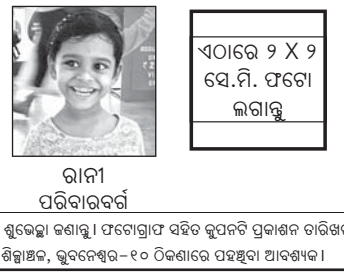 ଏଠାରେ ୨ X ୨
ସେ.ମି. ଫଟୋ
ଲଗାନ୍ତୁ
ରାନୀ
ପରିବାରବର୍ଗ
ଶୁଭେଚ୍ଛା ଜଣାନ୍ତୁ। ଫଟୋଗ୍ରାଫ ସହିତ କୁପନଟି ପ୍ରକାଶନ ତାରିଖର
ଶିଳ୍ପାଞ୍ଚଳ, ଭୁବନେଶ୍ୱର-୧୦ ଠିକଣାରେ ପହଞ୍ଚିବା ଆବଶ୍ୟକ।